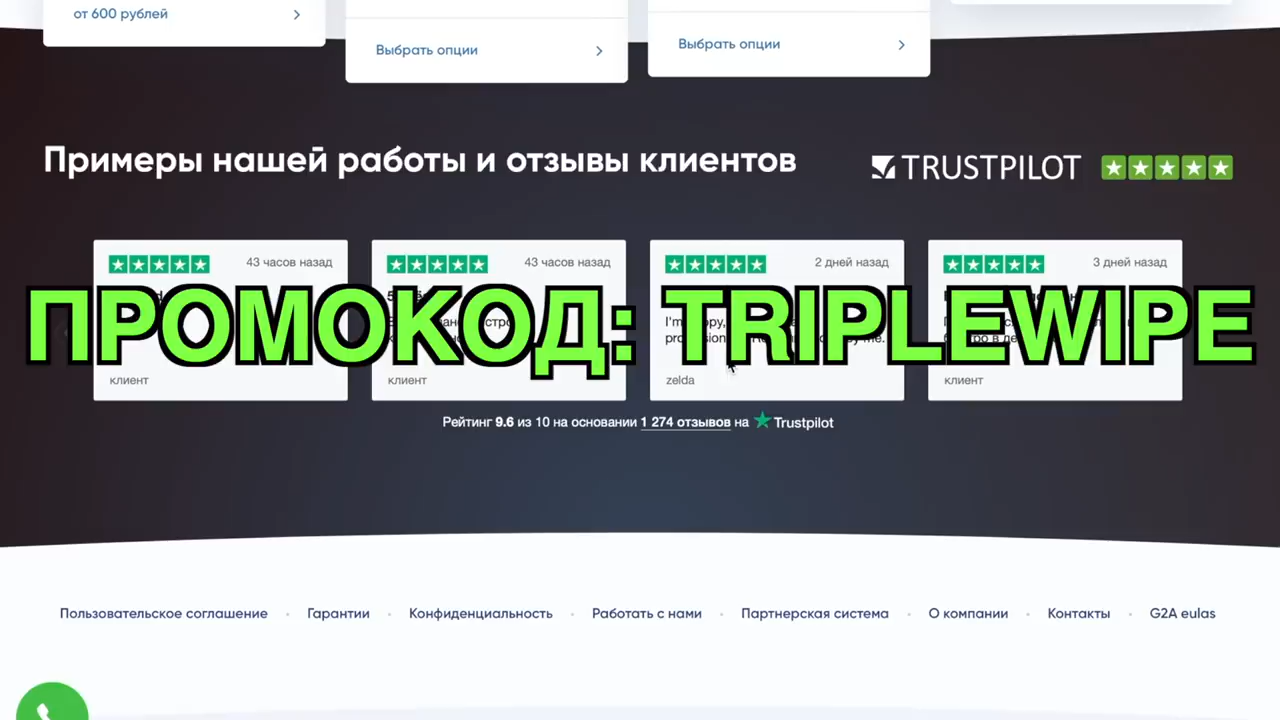 от 600 рублей
Выбрать опции
Выбрать опции
Примеры нашей работы и отзывы клиентов
TRUSTPILOT
43 часов назад
43 часов назад
2 дней назад
3 дней назад
ПРОМОКОД: TRIPLEWIPE
клиент
клиент
zelda
клиент
Рейтинг 9.6 из 10 на основании 1 274 отзывов на Trustpilot
Пользовательское соглашение
Гарантии
Конфиденциальность
Работать с нами
Партнерская система
О компании
Контакты
G2A eulas